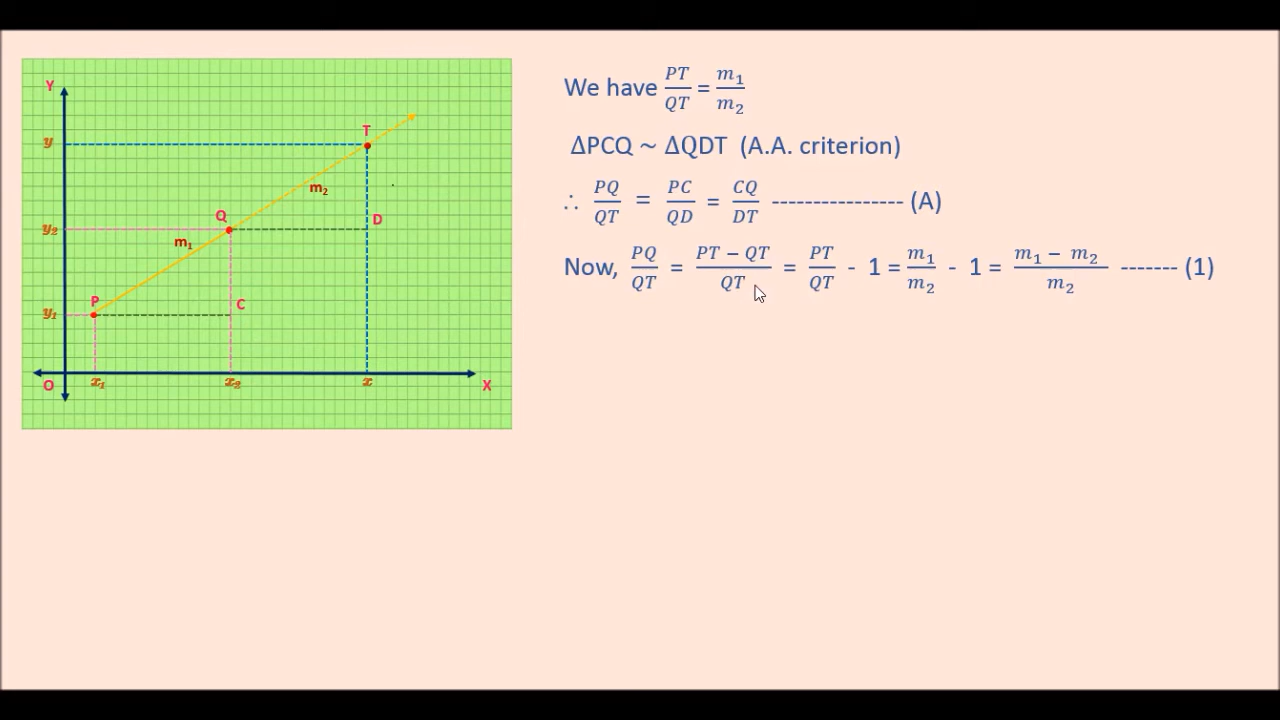 We have PT/QT = m₁/m₂
ΔPCQ ~ ΔQDT (A.A. criterion)
∴ PQ/QT = PC/QD = CQ/DT ---------------- (A)
Now, PQ/QT = PT − QT/QT = PT/QT - 1 = m₁/m₂ - 1 = m₁ − m₂/m₂ ------- (1)
Y
T
y
m₂
Q
D
y₂
m₁
P
C
y₁
O
x₁
x₂
x
X